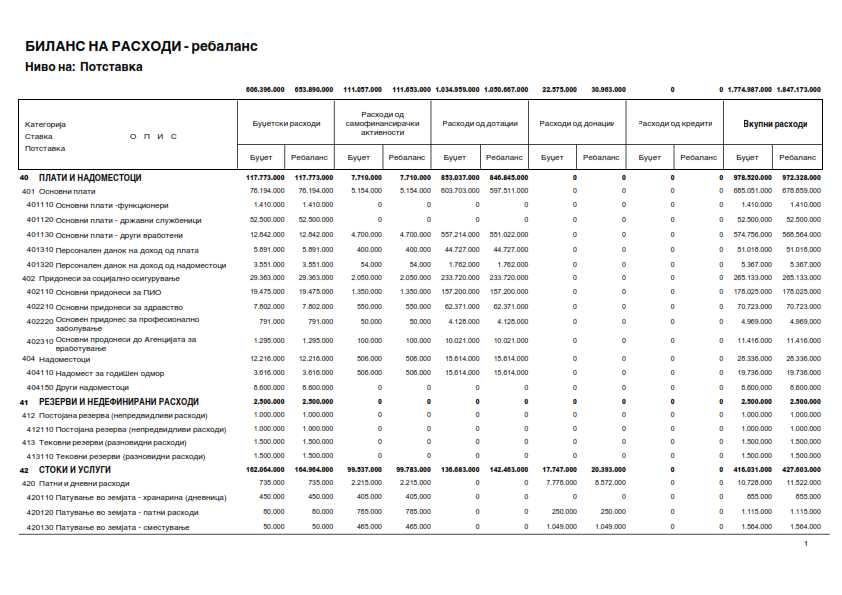 БИЛАНС НА РАСХОДИ - ребаланс
Ниво на: Потставка
606.396.000 653.890.000 111.057.000 111.653.000 1.034.959.000 1.050.667.000 22.575.000 30.963.000 0 0 1.774.987.000 1.847.173.000
Категорија
Ставка О П И С
Потставка
Буџетски расходи
Расходи од самофинансирачки активности
Расходи од дотации
Расходи од донации
Расходи од кредити
Вкупни расходи
Буџет Ребаланс Буџет Ребаланс Буџет Ребаланс Буџет Ребаланс Буџет Ребаланс Буџет Ребаланс
40 ПЛАТИ И НАДОМЕСТОЦИ 117.773.000 117.773.000 7.710.000 7.710.000 853.037.000 846.845.000 0 0 0 0 978.520.000 972.328.000
401 Основни плати 76.194.000 76.194.000 5.154.000 5.154.000 603.703.000 597.511.000 0 0 0 0 685.051.000 678.859.000
401110 Основни плати -функционери 1.410.000 1.410.000 0 0 0 0 0 0 0 0 1.410.000 1.410.000
401120 Основни плати - државни службеници 52.500.000 52.500.000 0 0 0 0 0 0 0 0 52.500.000 52.500.000
401130 Основни плати - други вработени 12.842.000 12.842.000 4.700.000 4.700.000 557.214.000 551.022.000 0 0 0 0 574.756.000 568.564.000
401310 Персонален данок на доход од плата 5.891.000 5.891.000 400.000 400.000 44.727.000 44.727.000 0 0 0 0 51.018.000 51.018.000
401320 Персонален данок на доход од надоместоци 3.551.000 3.551.000 54.000 54.000 1.762.000 1.762.000 0 0 0 0 5.367.000 5.367.000
402 Придонеси за социјално осигурување 29.363.000 29.363.000 2.050.000 2.050.000 233.720.000 233.720.000 0 0 0 0 265.133.000 265.133.000
402110 Основни придонеси за ПИО 19.475.000 19.475.000 1.350.000 1.350.000 157.200.000 157.200.000 0 0 0 0 178.025.000 178.025.000
402210 Основни придонеси за здравство 7.802.000 7.802.000 550.000 550.000 62.371.000 62.371.000 0 0 0 0 70.723.000 70.723.000
402220 Основен придонес за професионално заболување 791.000 791.000 50.000 50.000 4.128.000 4.128.000 0 0 0 0 4.969.000 4.969.000
402310 Основни продонеси до Агенцијата за вработување 1.295.000 1.295.000 100.000 100.000 10.021.000 10.021.000 0 0 0 0 11.416.000 11.416.000
404 Надоместоци 12.216.000 12.216.000 506.000 506.000 15.614.000 15.614.000 0 0 0 0 28.336.000 28.336.000
404110 Надомест за годиШен одмор 3.616.000 3.616.000 506.000 506.000 15.614.000 15.614.000 0 0 0 0 19.736.000 19.736.000
404150 Други надоместоци 8.600.000 8.600.000 0 0 0 0 0 0 0 0 8.600.000 8.600.000
41 РЕЗЕРВИ И НЕДЕФИНИРАНИ РАСХОДИ 2.500.000 2.500.000 0 0 0 0 0 0 0 0 2.500.000 2.500.000
412 Постојана резерва (непредвидливи расходи) 1.000.000 1.000.000 0 0 0 0 0 0 0 0 1.000.000 1.000.000
412110 Постојана резерва (непредвидливи расходи) 1.000.000 1.000.000 0 0 0 0 0 0 0 0 1.000.000 1.000.000
413 Тековни резерви (разновидни расходи) 1.500.000 1.500.000 0 0 0 0 0 0 0 0 1.500.000 1.500.000
413110 Тековни резерви (разновидни расходи) 1.500.000 1.500.000 0 0 0 0 0 0 0 0 1.500.000 1.500.000
42 СТОКИ И УСЛУГИ 162.064.000 164.964.000 99.537.000 99.783.000 136.683.000 142.463.000 17.747.000 20.393.000 0 0 416.031.000 427.603.000
420 Патни и дневни расходи 735.000 735.000 2.215.000 2.215.000 0 0 7.778.000 8.572.000 0 0 10.728.000 11.522.000
420110 Патување во земјата - хранарина (дневница) 450.000 450.000 405.000 405.000 0 0 0 0 0 0 855.000 855.000
420120 Патување во земјата - патни расходи 80.000 80.000 785.000 785.000 0 0 250.000 250.000 0 0 1.115.000 1.115.000
420130 Патување во земјата - сместување 50.000 50.000 465.000 465.000 0 0 1.049.000 1.049.000 0 0 1.564.000 1.564.000
1